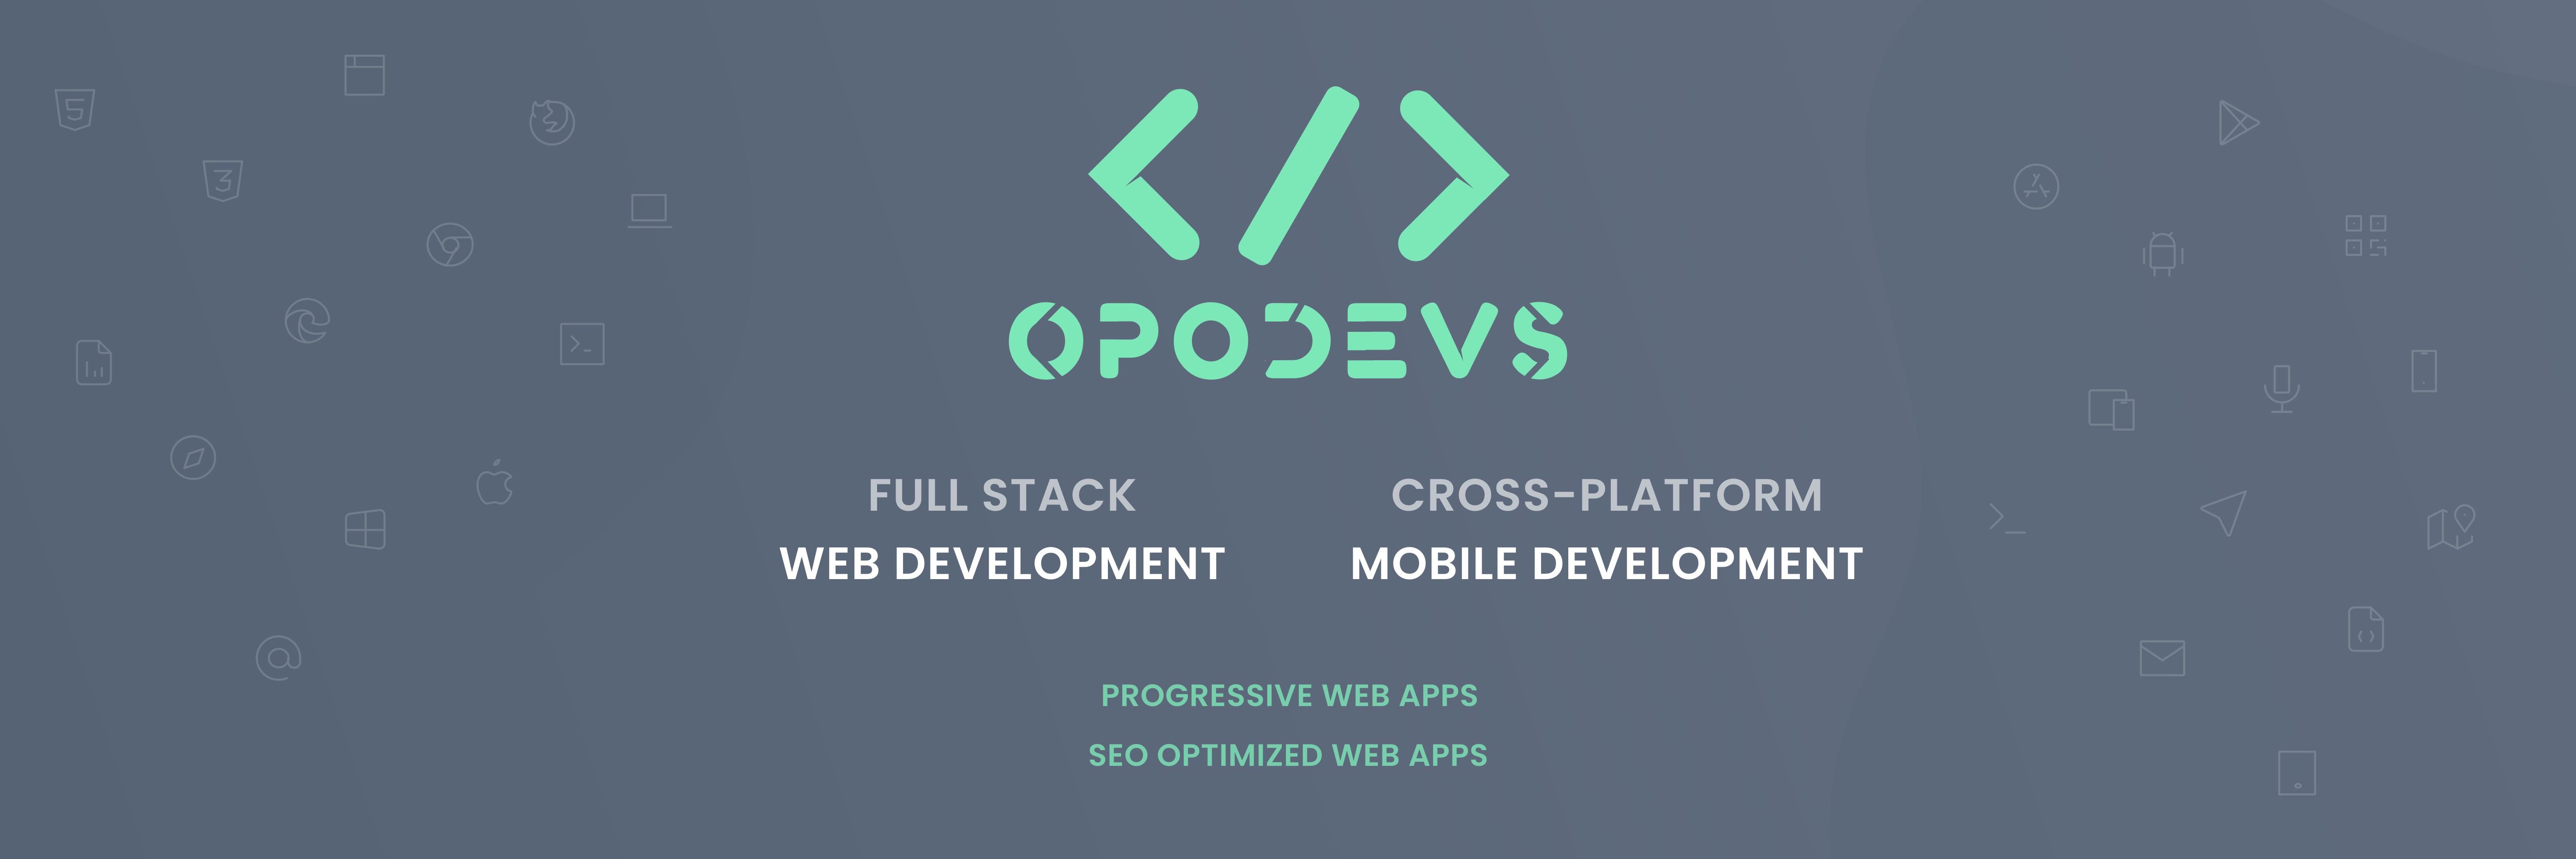 OPODEVS
FULL STACK
WEB DEVELOPMENT
CROSS-PLATFORM
MOBILE DEVELOPMENT
PROGRESSIVE WEB APPS
SEO OPTIMIZED WEB APPS